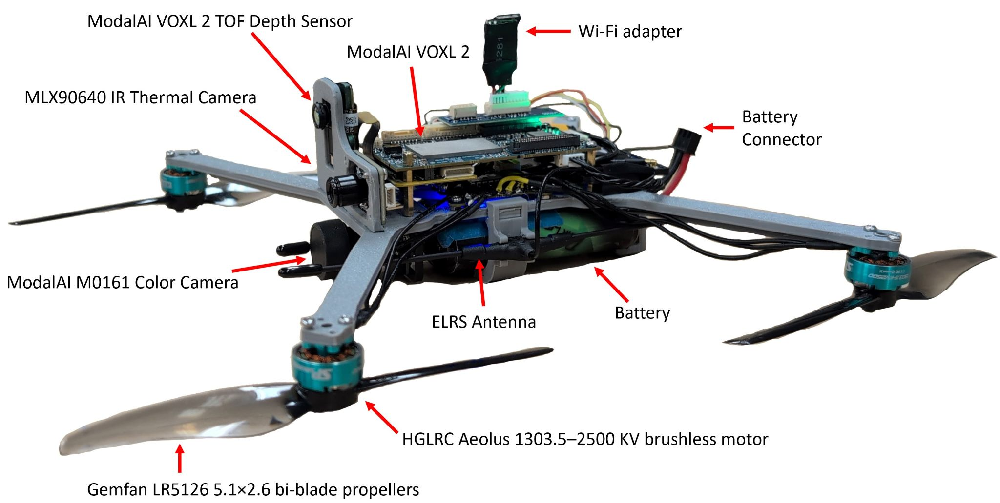 ModalAI VOXL 2 TOF Depth Sensor
Wi-Fi adapter
ModalAI VOXL 2
4281
MLX90640 IR Thermal Camera
Battery
Connector
ModalAI M0161 Color Camera
ELRS Antenna
Battery
HGLRC Aeolus 1303.5–2500 KV brushless motor
Gemfan LR5126 5.1×2.6 bi-blade propellers